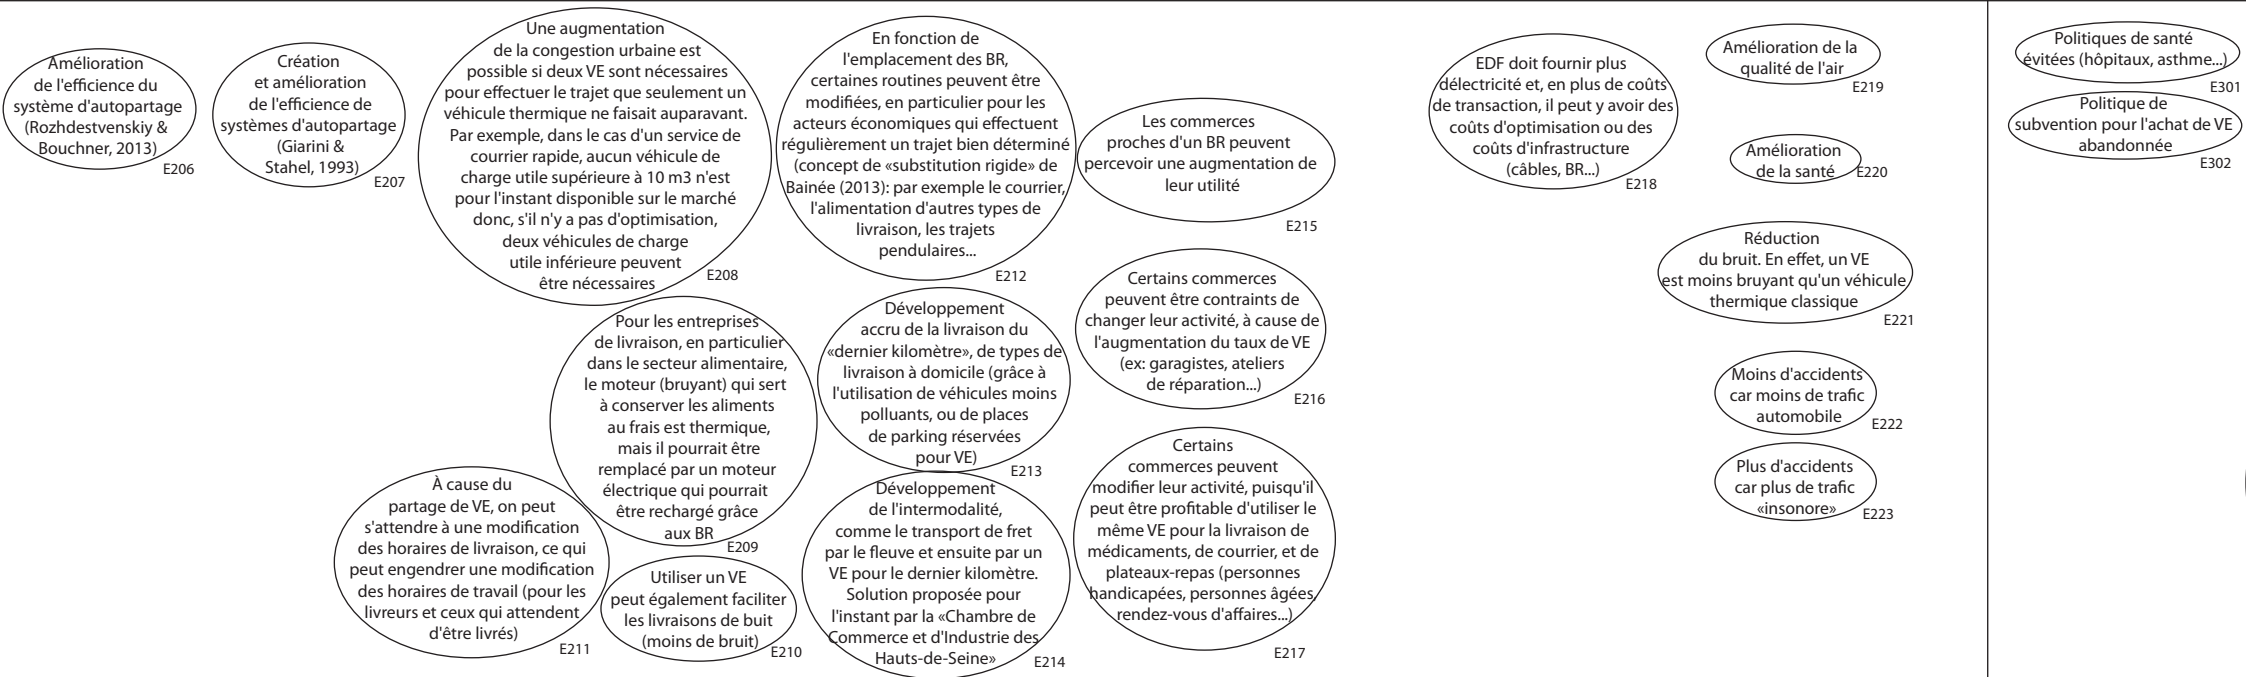 Amélioration
de l'efficience du
système d'autopartage
(Rozhdestvenskiy &
Bouchner, 2013)
E206
Création
et amélioration
de l'efficience de
systèmes d'autopartage
(Giarini &
Stahel, 1993)
E207
Une augmentation
de la congestion urbaine est
possible si deux VE sont nécessaires
pour effectuer le trajet que seulement un
véhicule thermique ne faisait auparavant.
Par exemple, dans le cas d'un service de
courrier rapide, aucun véhicule de
charge utile supérieure à 10 m3 n'est
pour l'instant disponible sur le marché
donc, s'il n'y a pas d'optimisation,
deux véhicules de charge
utile inférieure peuvent
être nécessaires
E208
Pour les entreprises
de livraison, en particulier
dans le secteur alimentaire,
le moteur (bruyant) qui sert
à conserver les aliments
au frais est thermique,
mais il pourrait être
remplacé par un moteur
électrique qui pourrait
être rechargé grâce
aux BR
E209
Utiliser un VE
peut également faciliter
les livraisons de buit
(moins de bruit)
E210
À cause du
partage de VE, on peut
s'attendre à une modification
des horaires de livraison, ce qui
peut engendrer une modification
des horaires de travail (pour les
livreurs et ceux qui attendent
d'être livrés)
E211
En fonction de
l'emplacement des BR,
certaines routines peuvent être
modifiées, en particulier pour les
acteurs économiques qui effectuent
régulièrement un trajet bien déterminé
(concept de «substitution rigide» de
Bainée (2013): par exemple le courrier,
l'alimentation d'autres types de
livraison, les trajets
pendulaires...
E212
Développement
accru de la livraison du
«dernier kilomètre», de types de
livraison à domicile (grâce à
l'utilisation de véhicules moins
polluants, ou de places
de parking réservées
pour VE)
E213
Développement
de l'intermodalité,
comme le transport de fret
par le fleuve et ensuite par un
VE pour le dernier kilomètre.
Solution proposée pour
l'instant par la «Chambre de
Commerce et d'Industrie des
Hauts-de-Seine»
E214
Les commerces
proches d'un BR peuvent
percevoir une augmentation de
leur utilité
E215
Certains commerces
peuvent être contraints de
changer leur activité, à cause de
l'augmentation du taux de VE
(ex: garagistes, ateliers
de réparation...)
E216
Certains
commerces peuvent
modifier leur activité, puisqu'il
peut être profitable d'utiliser le
même VE pour la livraison de
médicaments, de courrier, et de
plateaux-repas (personnes
handicapées, personnes âgées,
rendez-vous d'affaires...)
E217
EDF doit fournir plus
délectricité et, en plus de coûts
de transaction, il peut y avoir des
coûts d'optimisation ou des
coûts d'infrastructure
(câbles, BR...)
E218
Amélioration de la
qualité de l'air
E219
Amélioration
de la santé
E220
Réduction
du bruit. En effet, un VE
est moins bruyant qu'un véhicule
thermique classique
E221
Moins d'accidents
car moins de trafic
automobile
E222
Plus d'accidents
car plus de trafic
«insonore»
E223
Politiques de santé
évitées (hôpitaux, asthme...)
E301
Politique de
subvention pour l'achat de VE
abandonnée
E302